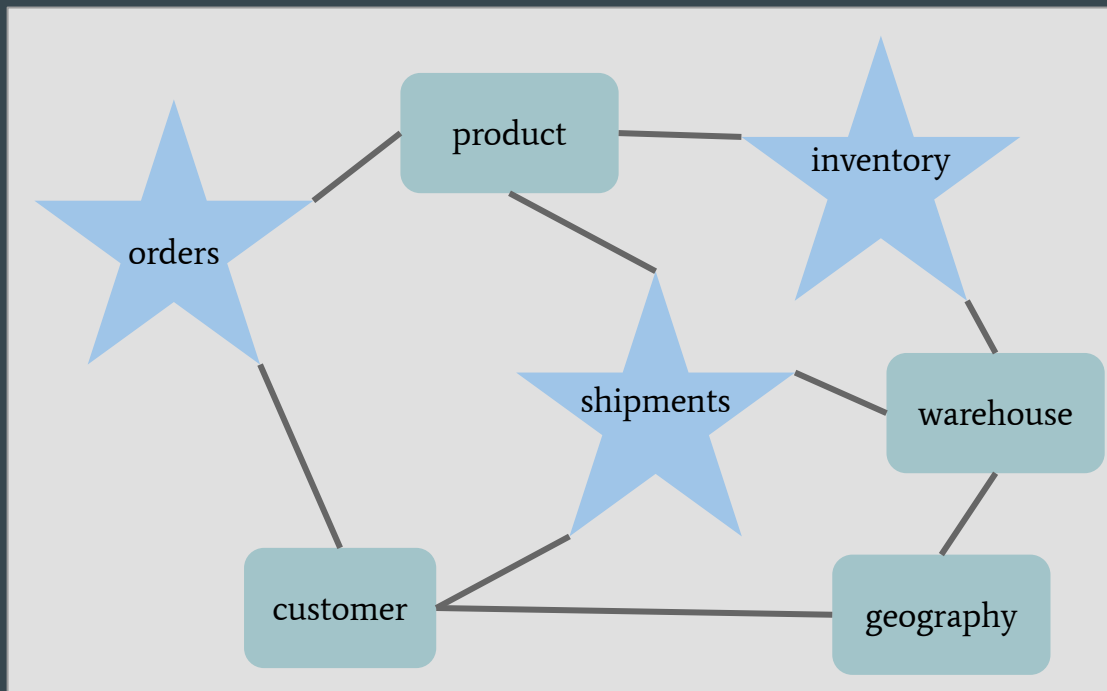 product
inventory
orders
shipments
warehouse
customer
geography